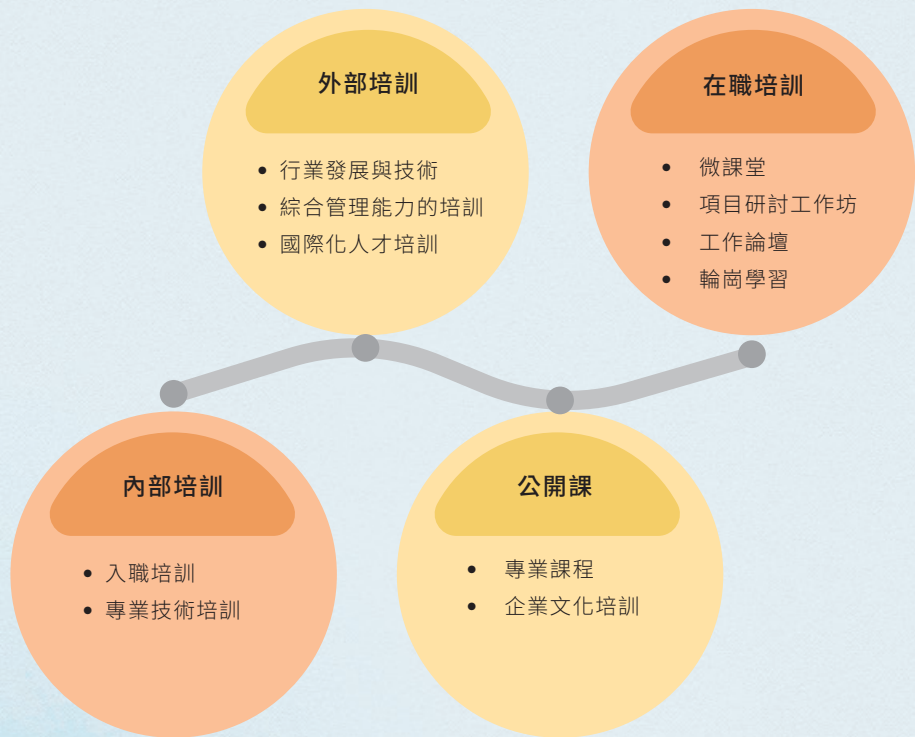 外部培訓
• 行業發展與技術
• 綜合管理能力的培訓
• 國際化人才培訓
在職培訓
• 微課堂
• 項目研討工作坊
• 工作論壇
• 輪崗學習
內部培訓
• 入職培訓
• 專業技術培訓
公開課
• 專業課程
• 企業文化培訓